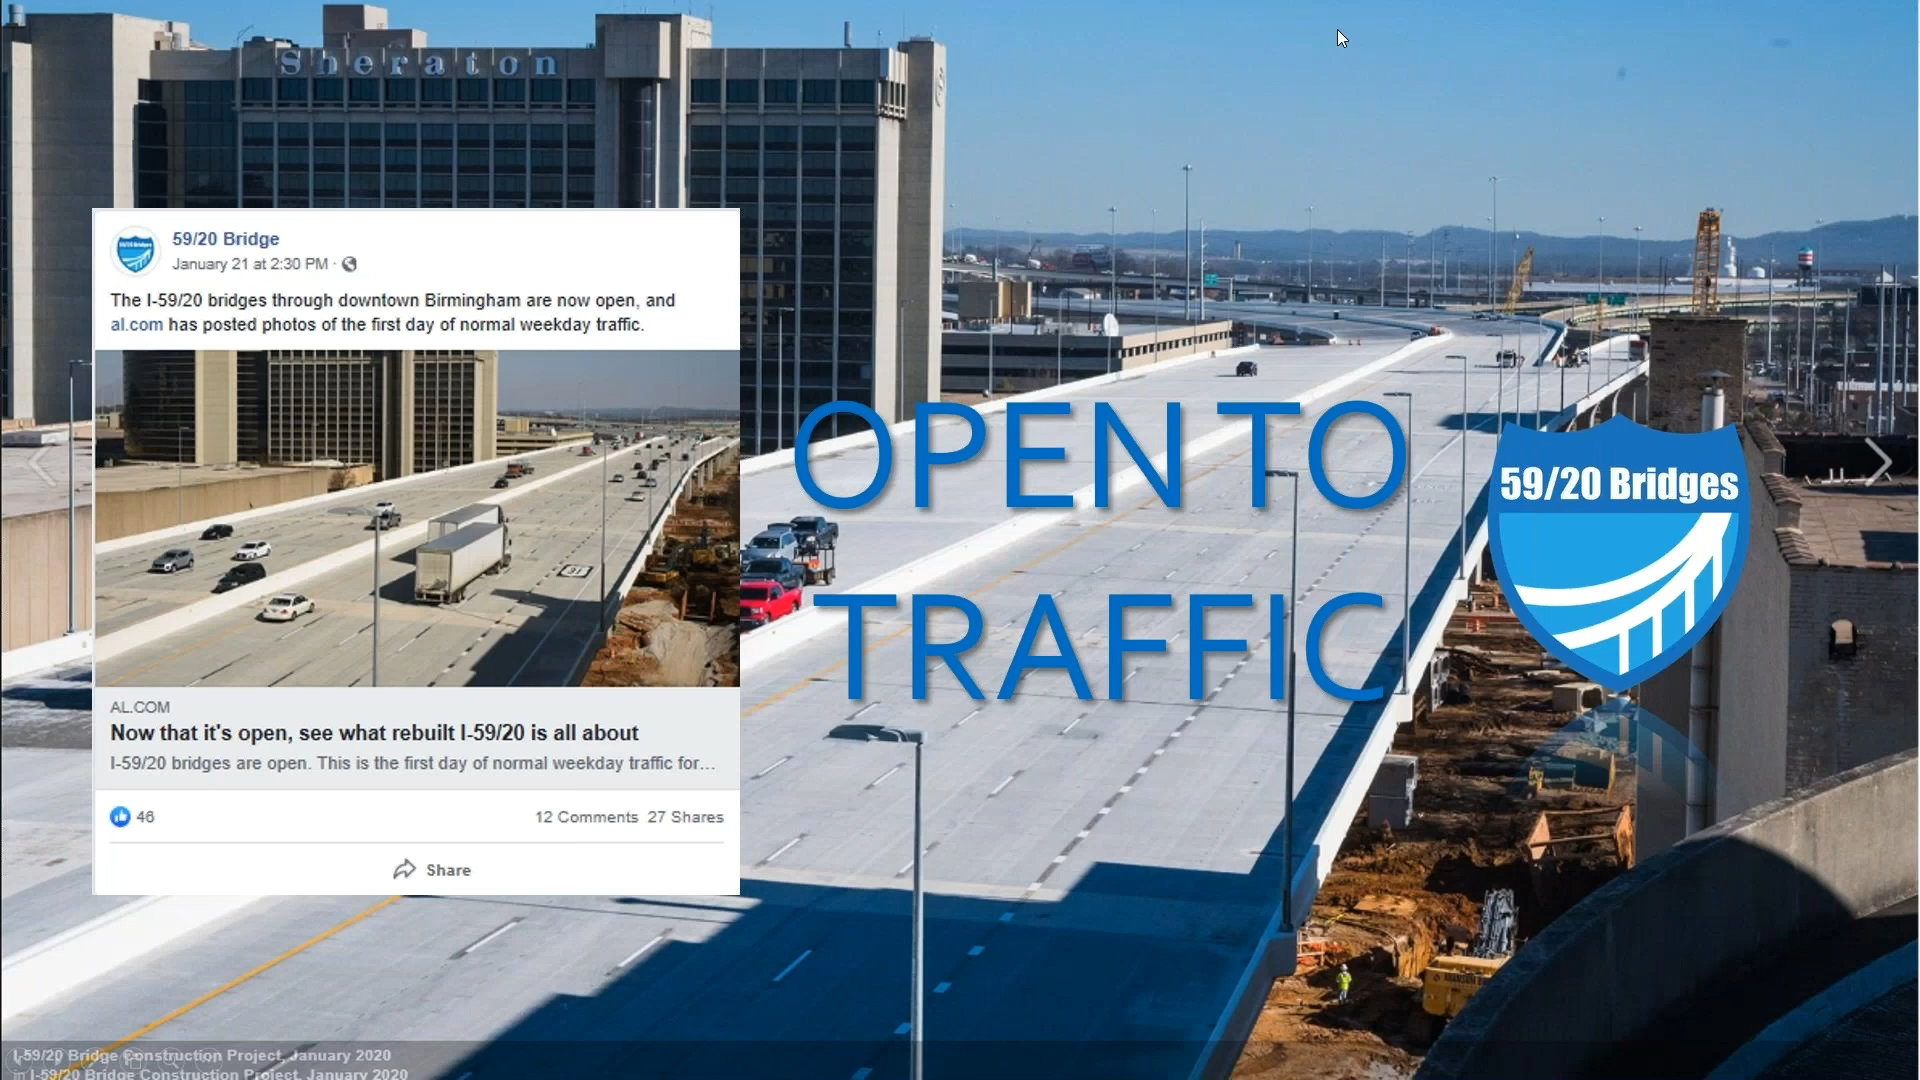 Sheraton
59/20 Bridge
January 21 at 2:30 PM ·
The I-59/20 bridges through downtown Birmingham are now open, and
al.com has posted photos of the first day of normal weekday traffic.
31
AL.COM
Now that it's open, see what rebuilt I-59/20 is all about
I-59/20 bridges are open. This is the first day of normal weekday traffic for...
46
12 Comments 27 Shares
Share
OPEN TO
TRAFFIC
59/20 Bridges
I-59/20 Bridge Construction Project, January 2020
in I-59/20 Bridge Construction Project, January 2020